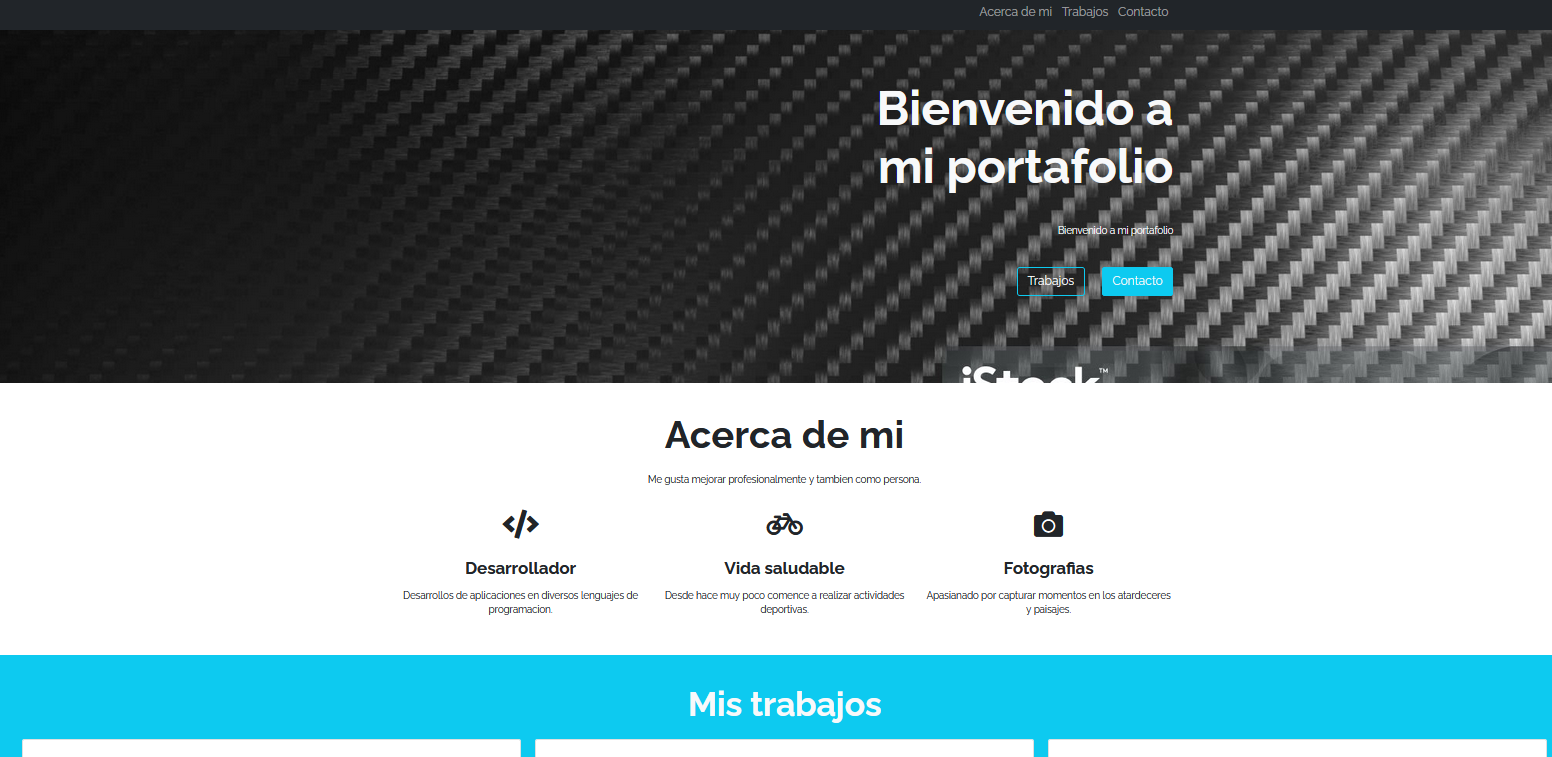 Acerca de mi Trabajos Contacto
Bienvenido a
mi portafolio
Bienvenido a mi portafolio
Trabajos Contacto
iStock™
Acerca de mi
Me gusta mejorar profesionalmente y tambien como persona.
Desarrollador
Desarrollos de aplicaciones en diversos lenguajes de
programacion.
Vida saludable
Desde hace muy poco comence a realizar actividades
deportivas.
Fotografias
Apasianado por capturar momentos en los atardeceres
y paisajes.
Mis trabajos